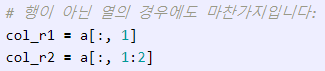 # 행이 아닌 열의 경우에도 마찬가지입니다:
col_r1 = a[:, 1]
col_r2 = a[:, 1:2]